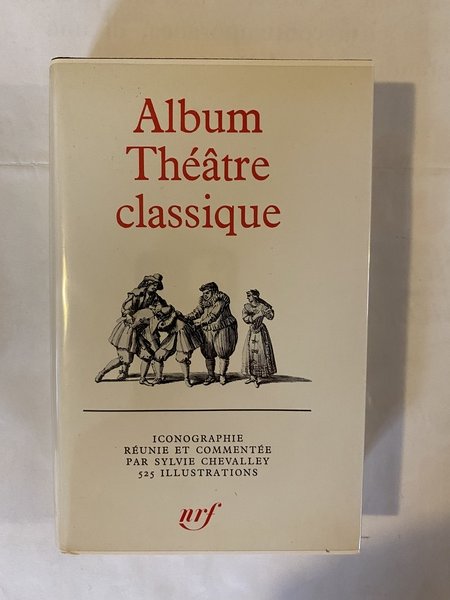 Album
Théâtre
classique
ICONOGRAPHIE
RÉUNIE ET COMMENTÉE
PAR SYLVIE CHEVALLEY
525 ILLUSTRATIONS
nrf